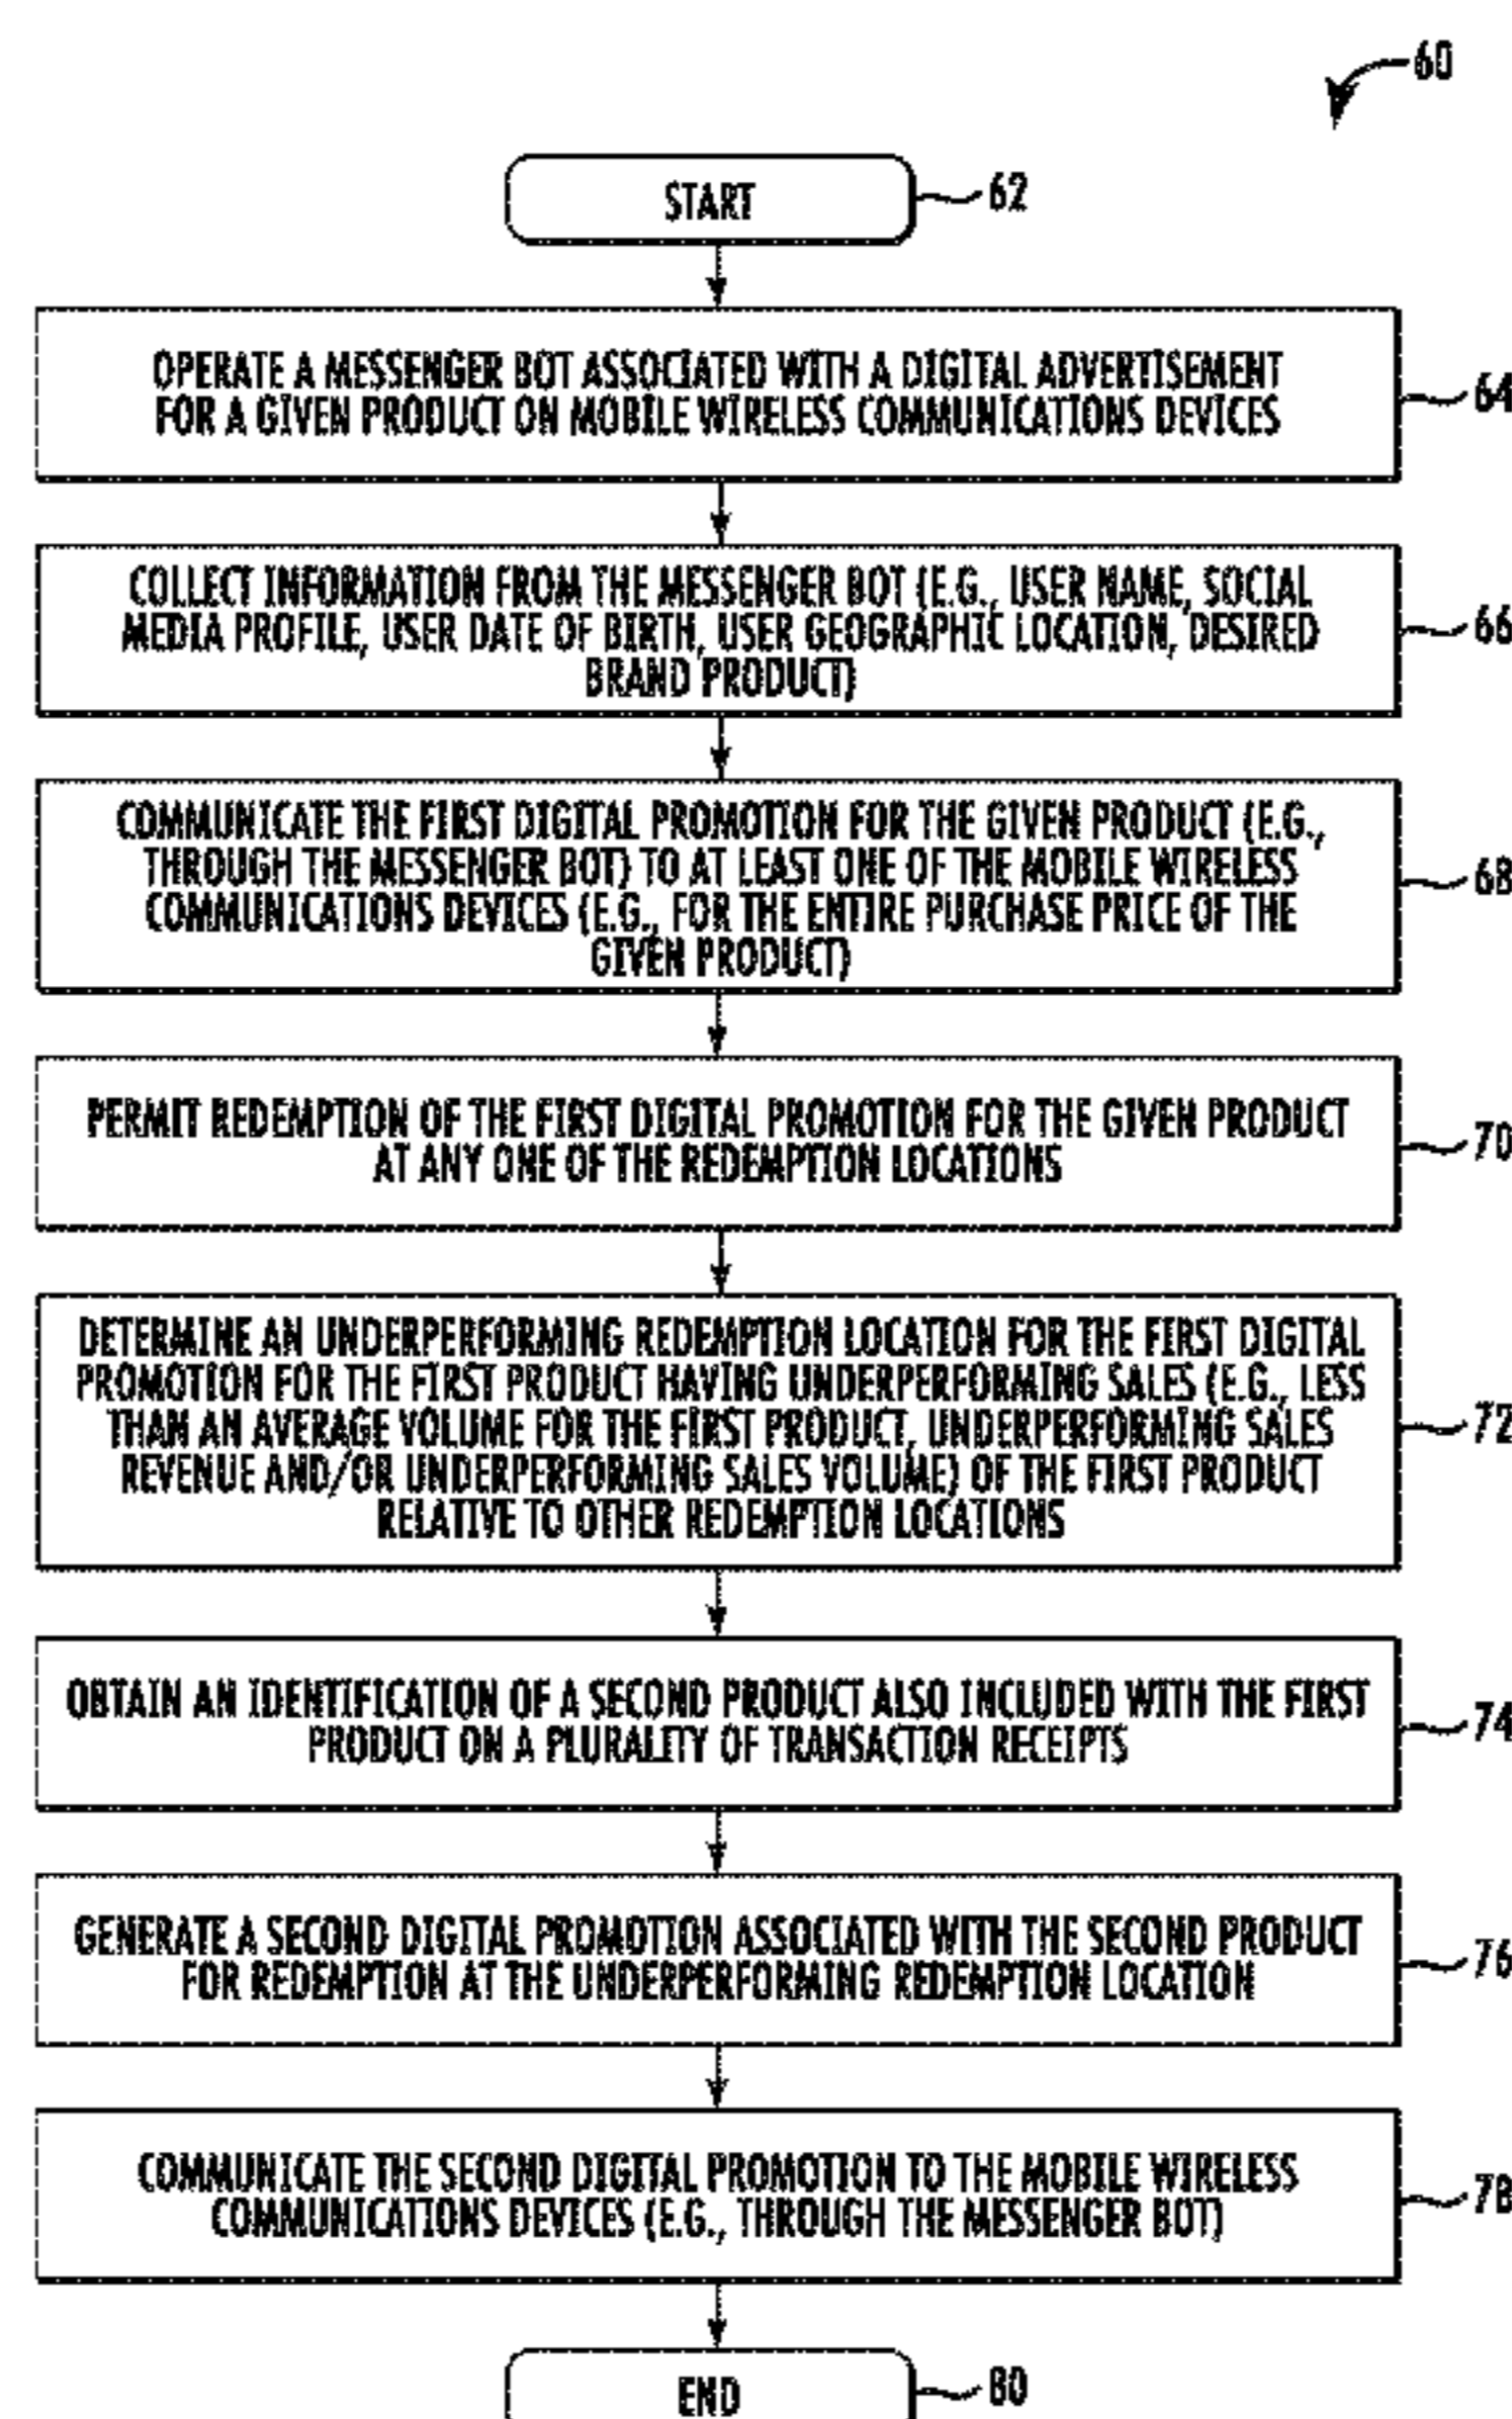 60
START
62
OPERATE A MESSENGER BOT ASSOCIATED WITH A DIGITAL ADVERTISEMENT
FOR A GIVEN PRODUCT ON MOBILE WIRELESS COMMUNICATIONS DEVICES
64
COLLECT INFORMATION FROM THE MESSENGER BOT (E.G., USER NAME, SOCIAL
MEDIA PROFILE, USER DATE OF BIRTH, USER GEOGRAPHIC LOCATION, DESIRED
BRAND PRODUCT)
66
COMMUNICATE THE FIRST DIGITAL PROMOTION FOR THE GIVEN PRODUCT (E.G.,
THROUGH THE MESSENGER BOT) TO AT LEAST ONE OF THE MOBILE WIRELESS
COMMUNICATIONS DEVICES (E.G., FOR THE ENTIRE PURCHASE PRICE OF THE
GIVEN PRODUCT)
68
PERMIT REDEMPTION OF THE FIRST DIGITAL PROMOTION FOR THE GIVEN PRODUCT
AT ANY ONE OF THE REDEMPTION LOCATIONS
70
DETERMINE AN UNDERPERFORMING REDEMPTION LOCATION FOR THE FIRST DIGITAL
PROMOTION FOR THE FIRST PRODUCT HAVING UNDERPERFORMING SALES (E.G., LESS
THAN AN AVERAGE VOLUME FOR THE FIRST PRODUCT, UNDERPERFORMING SALES
REVENUE AND/OR UNDERPERFORMING SALES VOLUME) OF THE FIRST PRODUCT
RELATIVE TO OTHER REDEMPTION LOCATIONS
72
OBTAIN AN IDENTIFICATION OF A SECOND PRODUCT ALSO INCLUDED WITH THE FIRST
PRODUCT ON A PLURALITY OF TRANSACTION RECEIPTS
74
GENERATE A SECOND DIGITAL PROMOTION ASSOCIATED WITH THE SECOND PRODUCT
FOR REDEMPTION AT THE UNDERPERFORMING REDEMPTION LOCATION
76
COMMUNICATE THE SECOND DIGITAL PROMOTION TO THE MOBILE WIRELESS
COMMUNICATIONS DEVICES (E.G., THROUGH THE MESSENGER BOT)
78
END
80